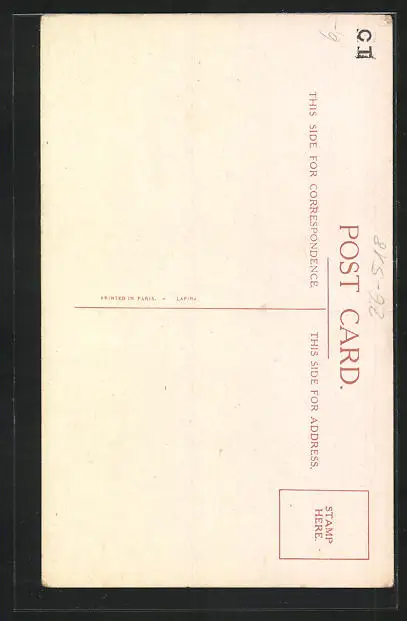 C T
POST CARD.
THIS SIDE FOR CORRESPONDENCE.
THIS SIDE FOR ADDRESS.
STAMP
HERE.
PRINTED IN PARIS. - LAPINA